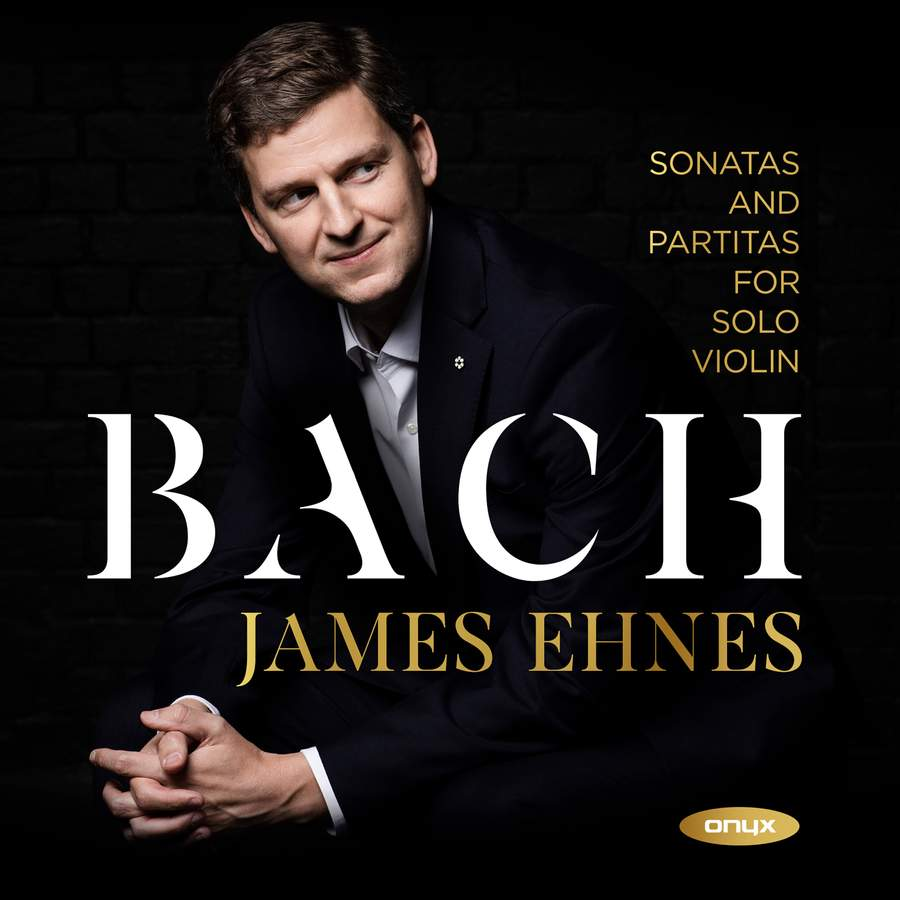 SONATAS
AND
PARTITAS
FOR
SOLO
VIOLIN
BACH
JAMES EHNES
onyx